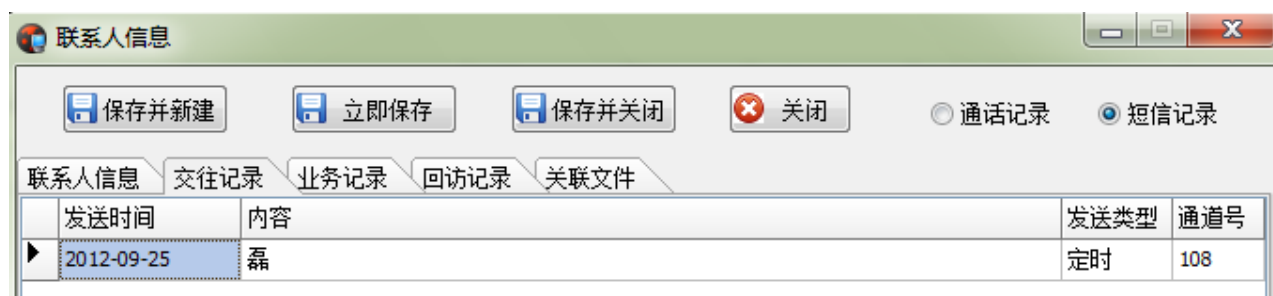 联系人信息
保存并新建 立即保存 保存并关闭 关闭 通话记录 短信记录
联系人信息 交往记录 业务记录 回访记录 关联文件
发送时间 内容 发送类型 通道号
2012-09-25 磊 定时 108